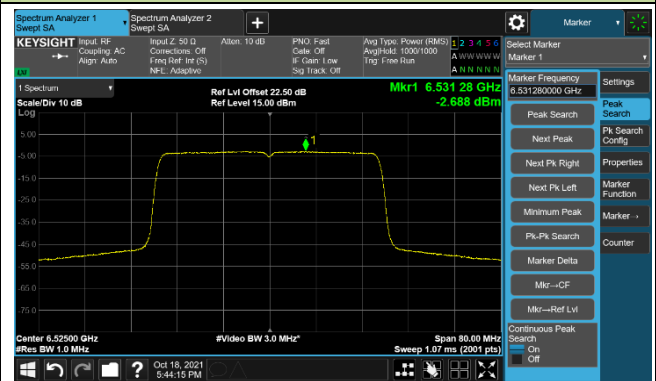 Spectrum Analyzer 1
Swept SA
Spectrum Analyzer 2
Swept SA
+
Marker
KEYSIGHT
Input: RF
Coupling: AC
Align: Auto
Input Z: 50 Ω
Corrections: Off
Freq Ref: Int (S)
NFE: Adaptive
Atten: 10 dB
PNO: Fast
Gate: Off
IF Gain: Low
Sig Track: Off
Avg Type: Power (RMS)
Avg|Hold: 1000/1000
Trig: Free Run
1 2 3 4 5 6
A W W W W W
A N N N N N
LXI
Select Marker
Marker 1
1 Spectrum
Scale/Div 10 dB
Log
Ref Lvl Offset 22.50 dB
Ref Level 15.00 dBm
Mkr1 6.531 28 GHz
-2.688 dBm
5.00
-5.00
-15.0
-25.0
-35.0
-45.0
-55.0
-65.0
-75.0
1
Center 6.52500 GHz
#Res BW 1.0 MHz
#Video BW 3.0 MHz*
Span 80.00 MHz
Sweep 1.07 ms (2001 pts)
Marker Frequency
6.531280000 GHz
Peak Search
Next Peak
Next Pk Right
Next Pk Left
Minimum Peak
Pk-Pk Search
Marker Delta
Mkr→CF
Mkr→Ref Lvl
Continuous Peak
Search
On
Off
Settings
Peak
Search
Pk Search
Config
Properties
Marker
Function
Marker→
Counter
?
Oct 18, 2021
5:44:15 PM